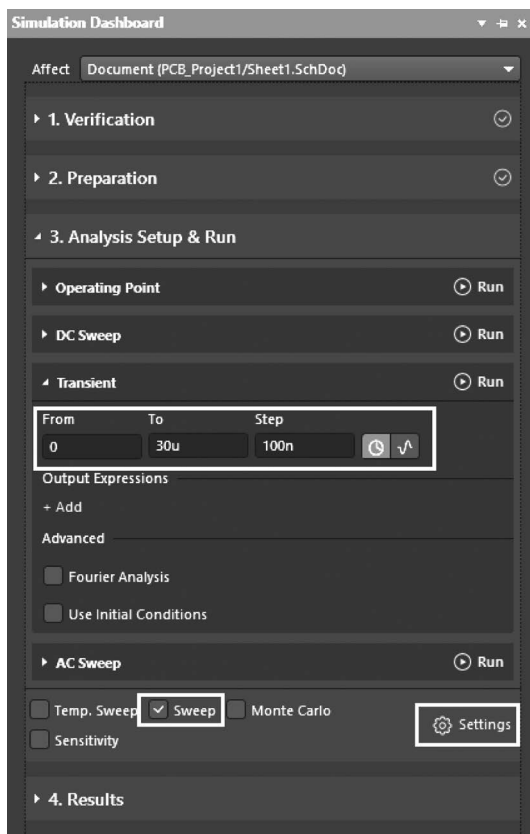 Simulation Dashboard
Affect Document (PCB_Project1/Sheet1.SchDoc)
1. Verification
2. Preparation
3. Analysis Setup & Run
Operating Point Run
DC Sweep Run
Transient Run
From To Step
0 30u 100n
Output Expressions
+ Add
Advanced
Fourier Analysis
Use Initial Conditions
AC Sweep Run
Temp. Sweep Sweep Monte Carlo
Settings
Sensitivity
4. Results